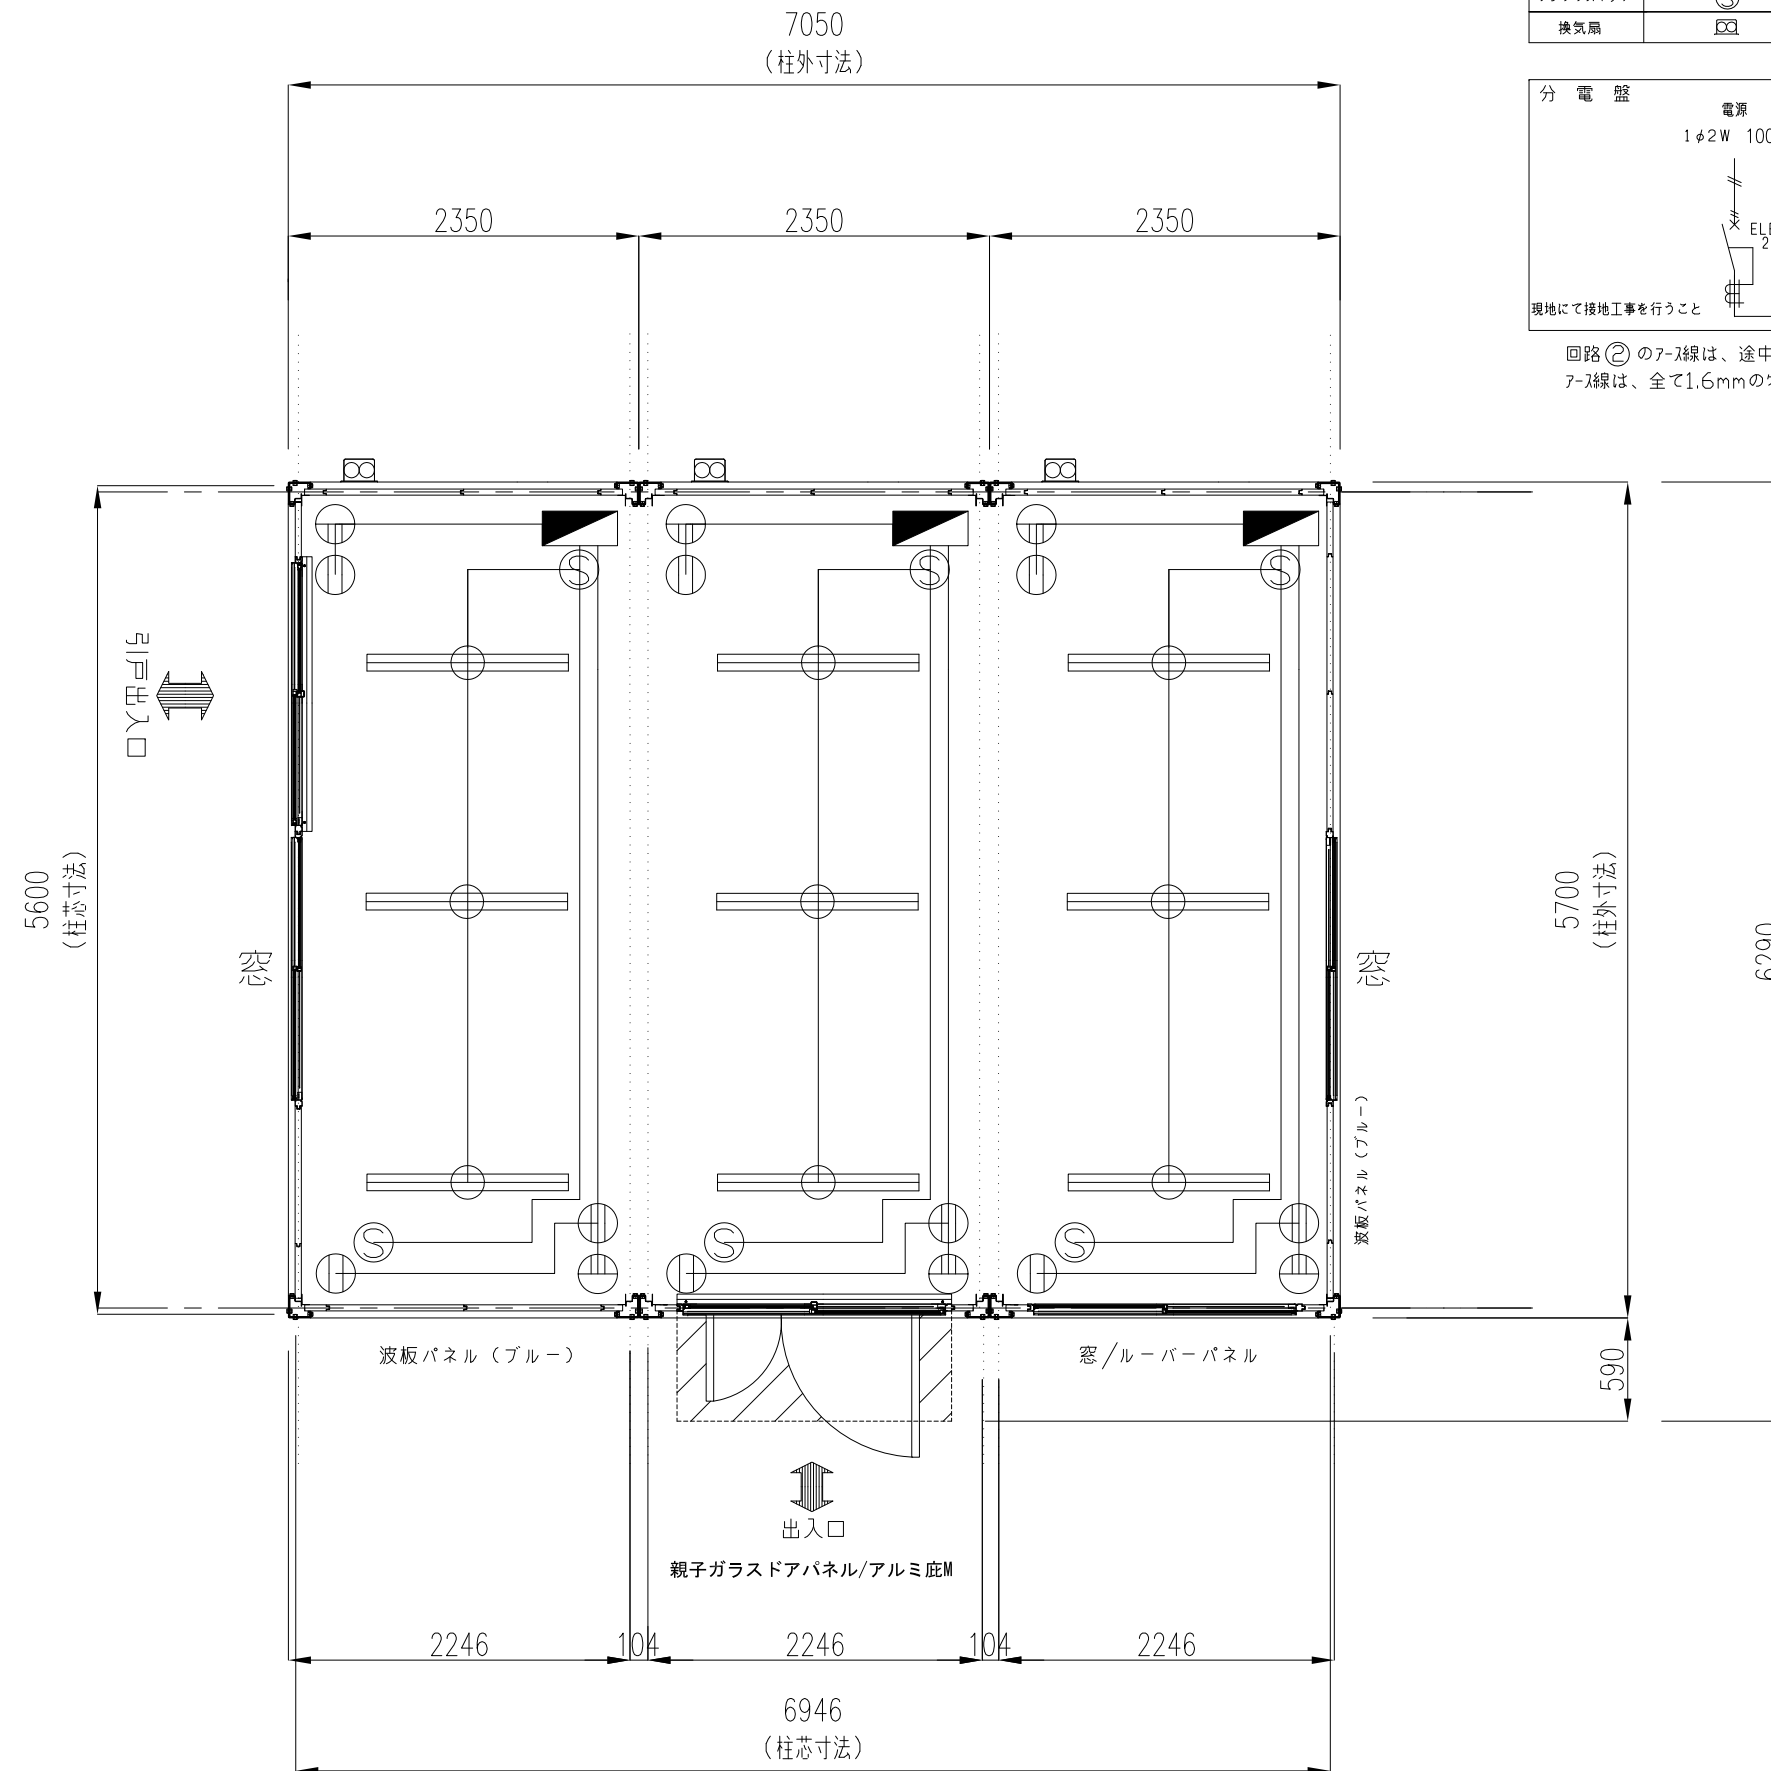 7050
（柱外寸法）
2350
2350
2350
換気扇
分 電 盤
電源
1φ2W 100
2
現地にて接地工事を行うこと
回路②のｱｰｽ線は、途中
ｱｰｽ線は、全て1.6mmの
S
S
S
引戸出入口
5600
（柱芯寸法）
窓
5700
（柱外寸法）
窓
6290
波板パネル（ブルー）
S
S
S
波板パネル（ブルー）
窓/ルーバーパネル
590
出入口
親子ガラスドアパネル/アルミ庇M
2246
104
2246
104
2246
6946
（柱芯寸法）